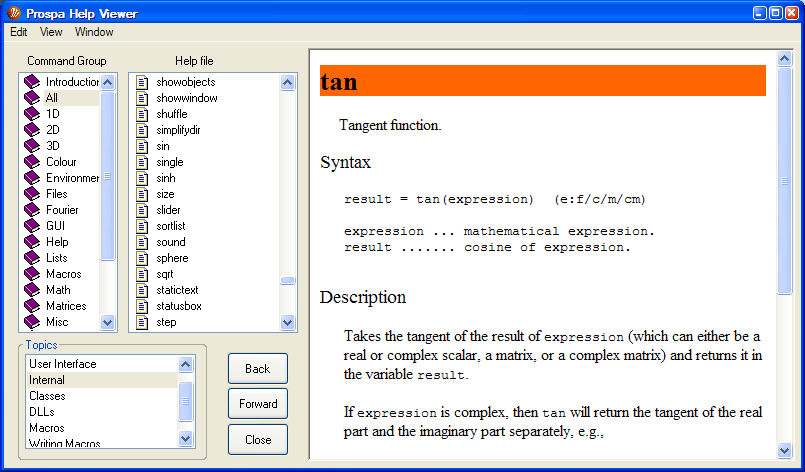 Prospa Help Viewer
Edit View Window
Command Group
Introduction
All
1D
2D
3D
Colour
Environme
Files
Fourier
GUI
Help
Lists
Macros
Math
Matrices
Misc
Help file
showobjects
showwindow
shuffle
simplifydir
sin
single
sinh
size
slider
sortlist
sound
sphere
sqrt
statictext
statusbox
step
Topics
User Interface
Internal
Classes
DLLs
Macros
Writing Macros
Back
Forward
Close
tan
Tangent function.
Syntax
result = tan(expression) (e:f/c/m/cm)
expression ... mathematical expression.
result ....... cosine of expression.
Description
Takes the tangent of the result of expression (which can either be a
real or complex scalar, a matrix, or a complex matrix) and returns it in
the variable result.
If expression is complex, then tan will return the tangent of the real
part and the imaginary part separately, e.g.,